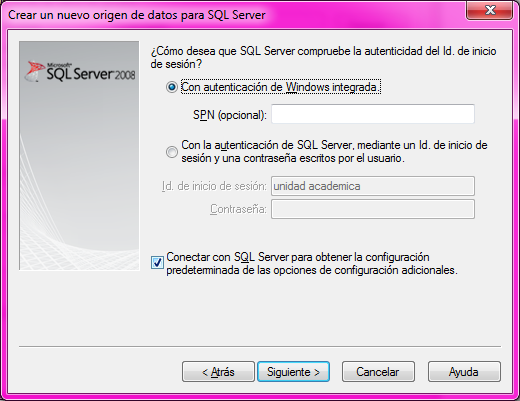 Crear un nuevo origen de datos para SQL Server
Microsoft
SQL Server 2008
¿Cómo desea que SQL Server compruebe la autenticidad del Id. de inicio
de sesión?
Con autenticación de Windows integrada.
SPN (opcional):
Con la autenticación de SQL Server, mediante un Id. de inicio de
sesión y una contraseña escritos por el usuario.
Id. de inicio de sesión:
unidad academica
Contraseña:
Conectar con SQL Server para obtener la configuración
predeterminada de las opciones de configuración adicionales.
< Atrás
Siguiente >
Cancelar
Ayuda